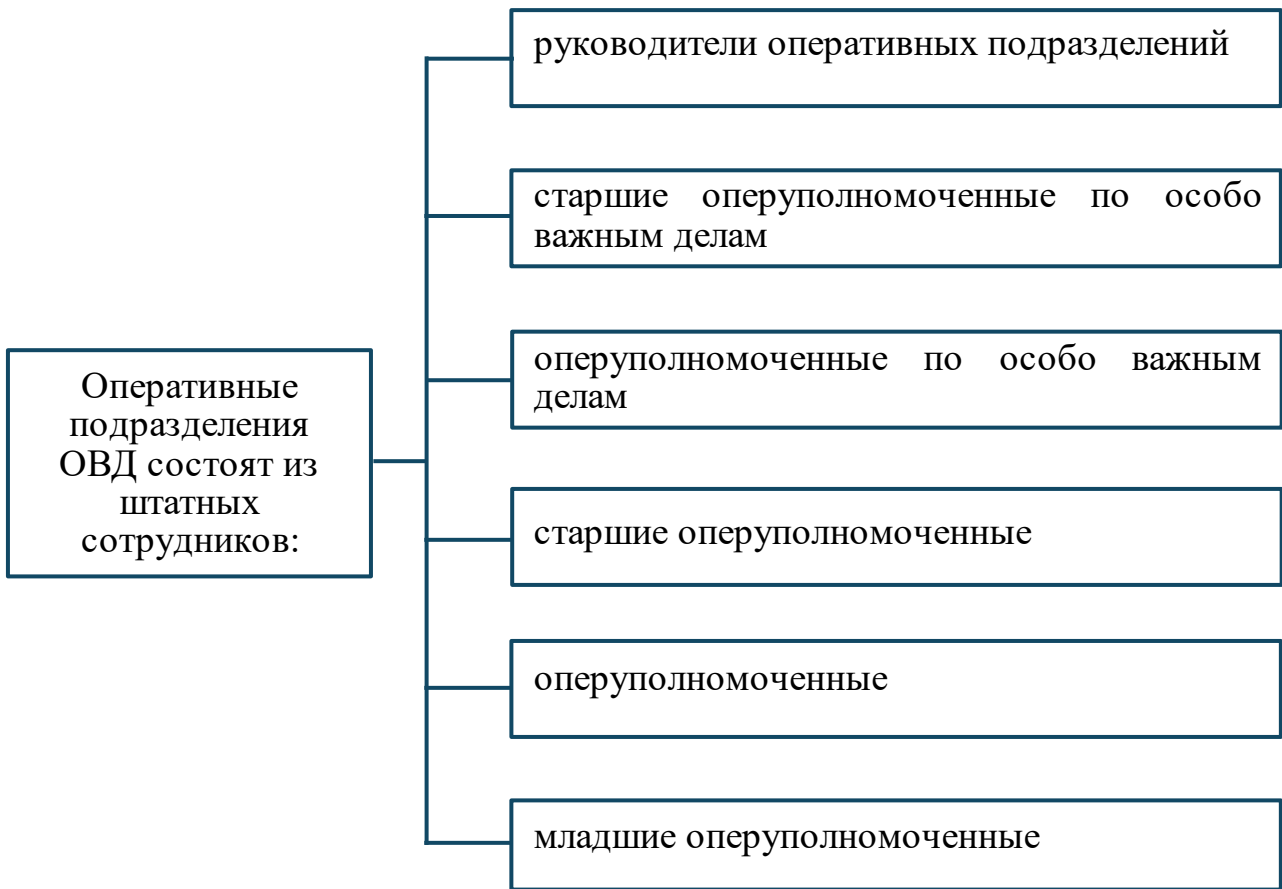 руководители оперативных подразделений
старшие оперуполномоченные по особо
важным делам
оперуполномоченные по особо важным
делам
Оперативные
подразделения
ОВД состоят из
штатных
сотрудников:
старшие оперуполномоченные
оперуполномоченные
младшие оперуполномоченные